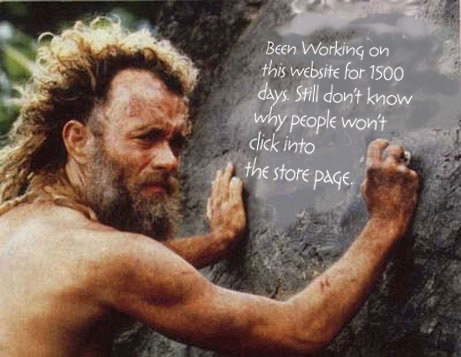 Been Working on
this website for 1500
days. Still don't know
why people won't
click into
the store page.